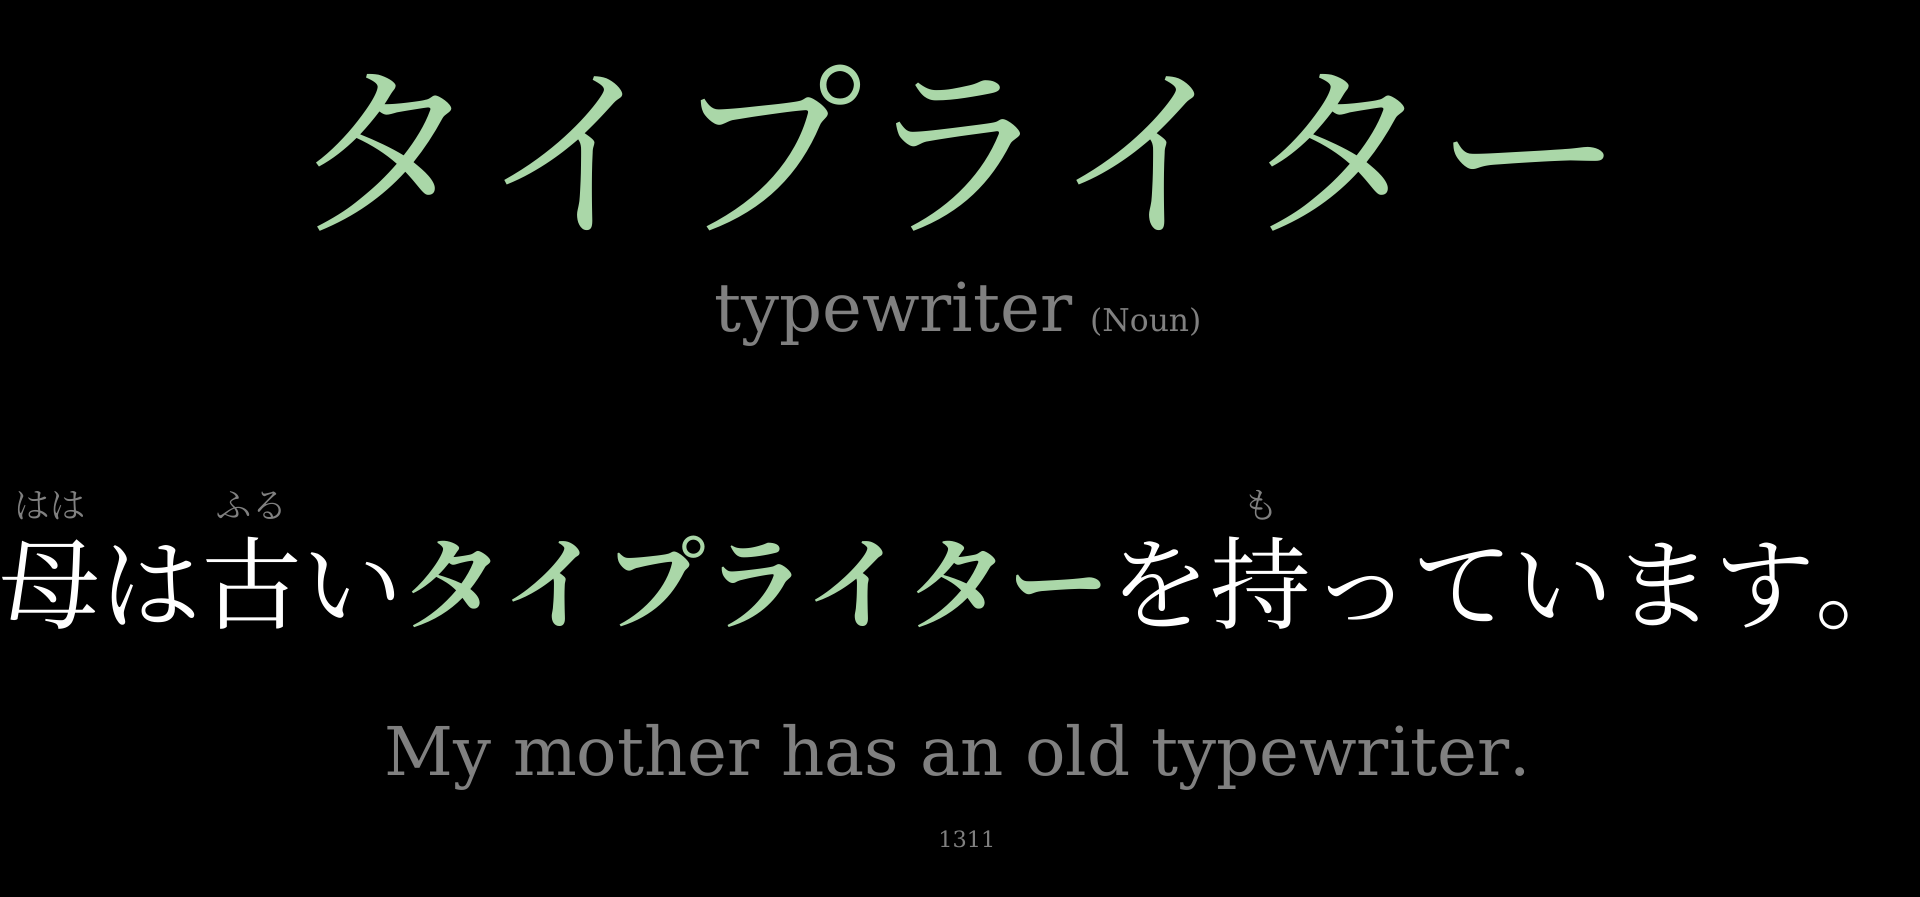 タイプライター
typewriter (Noun)
はは ふる も
母は古いタイプライターを持っています。
My mother has an old typewriter.
1311